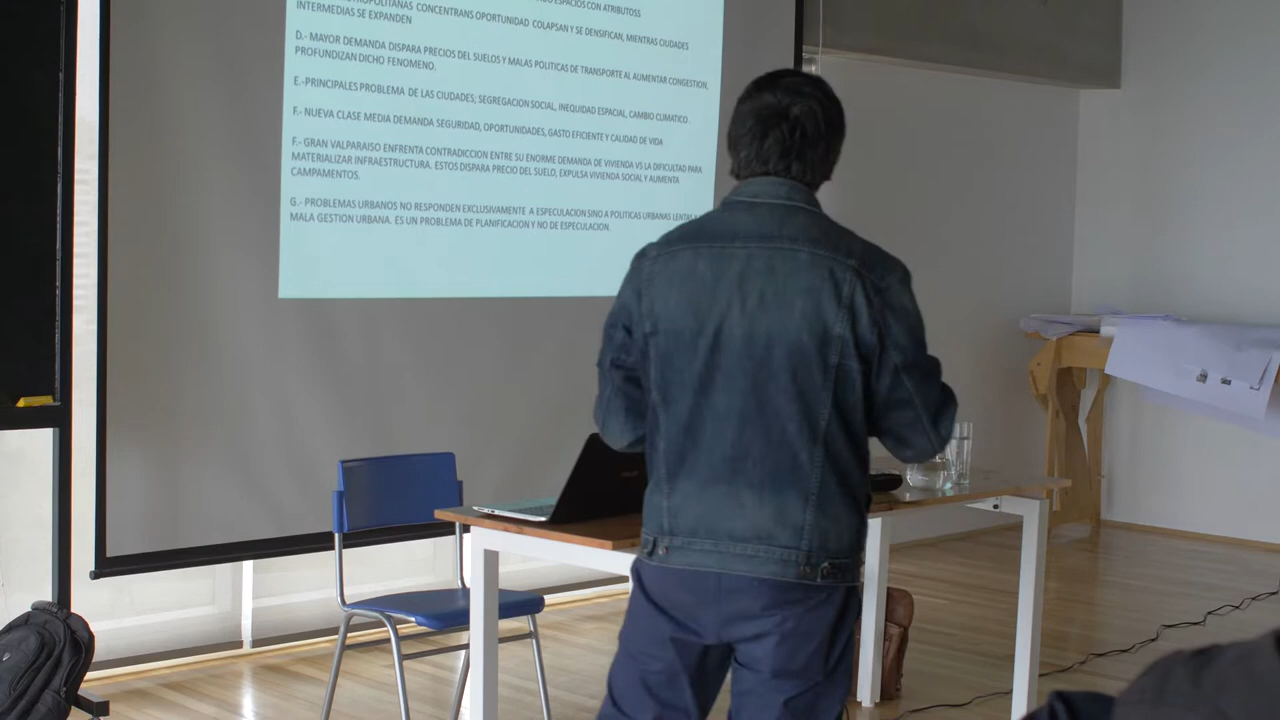 ESPACIOS CON ATRIBUTOSS
CONCENTRANS OPORTUNIDAD COLAPSAN Y SE DENSIFICAN, MIENTRAS CIUDADES
INTERMEDIAS SE EXPANDEN
D.- MAYOR DEMANDA DISPARA PRECIOS DEL SUELOS Y MALAS POLITICAS DE TRANSPORTE AL AUMENTAR CONGESTION,
PROFUNDIZAN DICHO FENOMENO.
E.-PRINCIPALES PROBLEMA DE LAS CIUDADES; SEGREGACION SOCIAL, INEQUIDAD ESPACIAL, CAMBIO CLIMATICO.
F.- NUEVA CLASE MEDIA DEMANDA SEGURIDAD, OPORTUNIDADES, GASTO EFICIENTE Y CALIDAD DE VIDA
F.- GRAN VALPARAISO ENFRENTA CONTRADICCION ENTRE SU ENORME DEMANDA DE VIVIENDA VS LA DIFICULTAD PARA
MATERIALIZAR INFRAESTRUCTURA. ESTOS DISPARA PRECIO DEL SUELO, EXPULSA VIVIENDA SOCIAL Y AUMENTA
CAMPAMENTOS.
G.- PROBLEMAS URBANOS NO RESPONDEN EXCLUSIVAMENTE A ESPECULACION SINO A POLITICAS URBANAS LENTAS
MALA GESTION URBANA. ES UN PROBLEMA DE PLANIFICACION Y NO DE ESPECULACION.